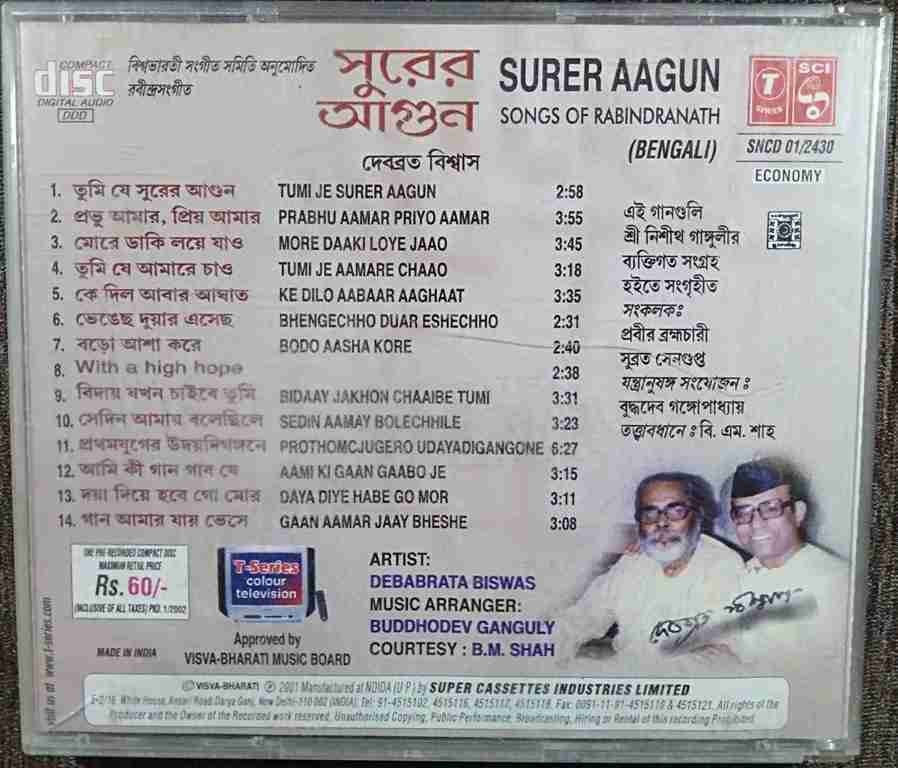 COMPACT
disc
DIGITAL AUDIO
DDD
বিশ্বভারতী সংগীত সমিতি অনুমোদিত
রবীন্দ্রসংগীত
সুরের
আগুন
SURER AAGUN
SONGS OF RABINDRANATH
(BENGALI)
T
SERIES
SCI
SNCD 01/2430
ECONOMY
দেবব্রত বিশ্বাস
1. তুমি যে সুরের আগুন TUMI JE SURER AAGUN 2:58
2. প্রভু আমার, প্রিয় আমার PRABHU AAMAR PRIYO AAMAR 3:55
3. মোরে ডাকি লয়ে যাও MORE DAAKI LOYE JAAO 3:45
4. তুমি যে আমারে চাও TUMI JE AAMARE CHAAO 3:18
5. কে দিল আবার আঘাত KE DILO AABAAR AAGHAAT 3:35
6. ভেঙেছ দুয়ার এসেছ BHENGECHHO DUAR ESHECHHO 2:31
7. বড়ো আশা করে BODO AASHA KORE 2:40
8. With a high hope 2:38
9. বিদায় যখন চাইবে তুমি BIDAAY JAKHON CHAAIBE TUMI 3:31
10. সেদিন আমায় বলেছিলে SEDIN AAMAY BOLECHHILE 3:23
11. প্রথমযুগের উদয়দিগঙ্গনে PROTHOMCJUGERO UDAYADIGANGONE 6:27
12. আমি কী গান গাব যে AAMI KI GAAN GAABO JE 3:15
13. দয়া দিয়ে হবে গো মোর DAYA DIYE HABE GO MOR 3:11
14. গান আমার যায় ভেসে GAAN AAMAR JAAY BHESHE 3:08
এই গানগুলি
শ্রী নিশীথ গাঙ্গুলীর
ব্যক্তিগত সংগ্রহ
হইতে সংগৃহীত
সংকলকঃ
প্রবীর ব্রহ্মচারী
সুব্রত সেনগুপ্ত
যন্ত্রানুষঙ্গ সংযোজন ঃ
বুদ্ধদেব গঙ্গোপাধ্যায়
তত্ত্বাবধানে ঃ বি. এম. শাহ
ONE PRE-RECORDED COMPACT DISC
MAXIMUM RETAIL PRICE
Rs. 60/-
(INCLUSIVE OF ALL TAXES) PKD. 1/2002
MADE IN INDIA
T-Series
colour
television
Approved by
VISVA-BHARATI MUSIC BOARD
ARTIST:
DEBABRATA BISWAS
MUSIC ARRANGER:
BUDDHODEV GANGULY
COURTESY : B.M. SHAH
দেবব্রত বিশ্বাস
visit us at www.t-series.com
Ⓒ VISVA-BHARATI Ⓟ 2001 Manufactured at NOIDA (U P) by SUPER CASSETTES INDUSTRIES LIMITED
E-2/16, White House, Ansari Road Darya Ganj, New Delhi-110 002 (INDIA). Tel: 91-4515102, 4515116, 4515117, 4515118, Fax: 0091-11-91-4515119 & 4515121. All rights of the
Producer and the Owner of the Recorded work reserved. Unauthorised Copying, Public Performance, Broadcasting, Hiring or Rental of this recording Prohibited.